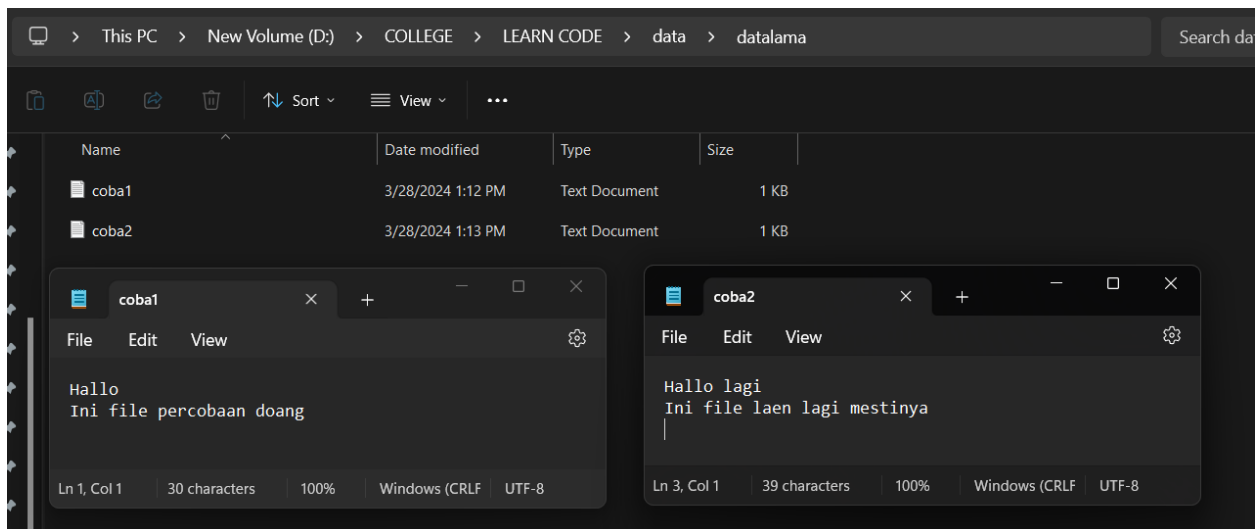 This PC > New Volume (D:) > COLLEGE > LEARN CODE > data > datalama
Search da
Sort
View
Name Date modified Type Size
coba1 3/28/2024 1:12 PM Text Document 1 KB
coba2 3/28/2024 1:13 PM Text Document 1 KB
coba1
File Edit View
Hallo
Ini file percobaan doang
Ln 1, Col 1 30 characters 100% Windows (CRLF UTF-8
coba2
File Edit View
Hallo lagi
Ini file laen lagi mestinya
Ln 3, Col 1 39 characters 100% Windows (CRLF UTF-8